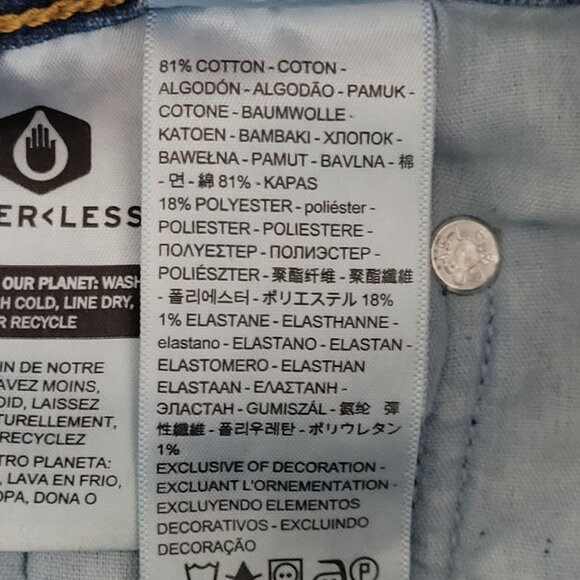 ER<LESS
OUR PLANET: WASH
H COLD, LINE DRY,
R RECYCLE
IN DE NOTRE
AVEZ MOINS,
OID, LAISSEZ
TURELLEMENT,
RECYCLEZ
TRO PLANETA:
, LAVA EN FRIO,
OPA, DONA O
81% COTTON - COTON -
ALGODÓN - ALGODÃO - PAMUK -
COTONE - BAUMWOLLE -
KATOEN - BAMBAKI - ХЛОПОК -
BAWEŁNA - PAMUT - BAVLNA - 棉
- 면 - 綿 81% - KAPAS
18% POLYESTER - poliéster -
POLIESTER - POLIESTERE -
ΠΟΛΥΕΣΤΕΡ - ПОЛИЭСТЕР -
POLIÉSZTER - 聚酯纤维 - 聚酯纖維
- 폴리에스터 - ポリエステル 18%
1% ELASTANE - ELASTHANNE -
elastano - ELASTANO - ELASTAN -
ELASTOMERO - ELASTHAN
ELASTAAN - ΕΛΑΣΤΑΝΗ -
ЭЛАСТАН - GUMISZÁL - 氨纶 彈
性纖維 - 폴리우레탄 - ポリウレタン
1%
EXCLUSIVE OF DECORATION -
EXCLUANT L'ORNEMENTATION -
EXCLUYENDO ELEMENTOS
DECORATIVOS - EXCLUINDO
DECORAÇÃO
P